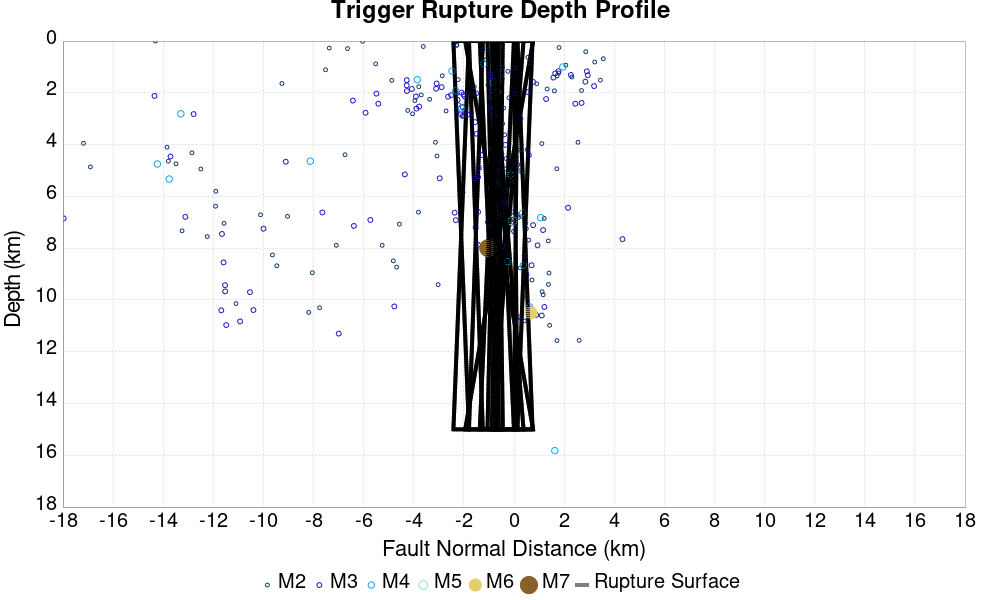 Trigger Rupture Depth Profile
0
2
4
6
8
10
12
14
16
18
Depth (km)
-18 -16 -14 -12 -10 -8 -6 -4 -2 0 2 4 6 8 10 12 14 16 18
Fault Normal Distance (km)
M2 M3 M4 M5 M6 M7 Rupture Surface